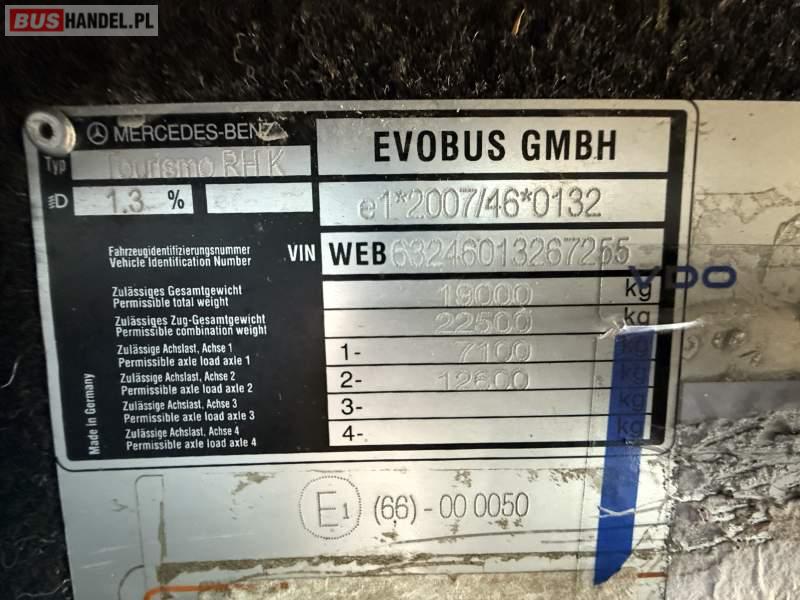 BUSHANDEL.PL
MERCEDES-BENZ
EVOBUS GMBH
Typ Tourismo RH K
1.3 %
e1*2007/46*0132
Fahrzeugidentifizierungsnummer
Vehicle Identification Number
VIN WEB63246013267255
VDO
Zulässiges Gesamtgewicht
Permissible total weight
19000 kg
Zulässiges Zug-Gesamtgewicht
Permissible combination weight
22500 kg
Zulässige Achslast, Achse 1
Permissible axle load axle 1
1- 7100 kg
Zulässige Achslast, Achse 2
Permissible axle load axle 2
2- 12600 kg
Zulässige Achslast, Achse 3
Permissible axle load axle 3
3- kg
Zulässige Achslast, Achse 4
Permissible axle load axle 4
4- kg
Made in Germany
E1 (66)-00 0050